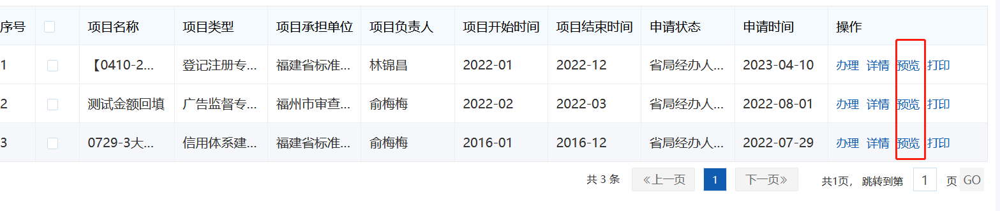 序号 项目名称 项目类型 项目承担单位 项目负责人 项目开始时间 项目结束时间 申请状态 申请时间 操作
1 【0410-2... 登记注册专... 福建省标准... 林锦昌 2022-01 2022-12 省局经办人... 2023-04-10 办理 详情 预览 打印
2 测试金额回填 广告监督专... 福州市审查... 俞梅梅 2022-02 2022-03 省局经办人... 2022-08-01 办理 详情 预览 打印
3 0729-3大... 信用体系建... 福建省标准... 俞梅梅 2016-01 2016-12 省局经办人... 2022-07-29 办理 详情 预览 打印
共 3 条 《上一页 1 下一页》 共1页， 跳转到第 1 页 GO